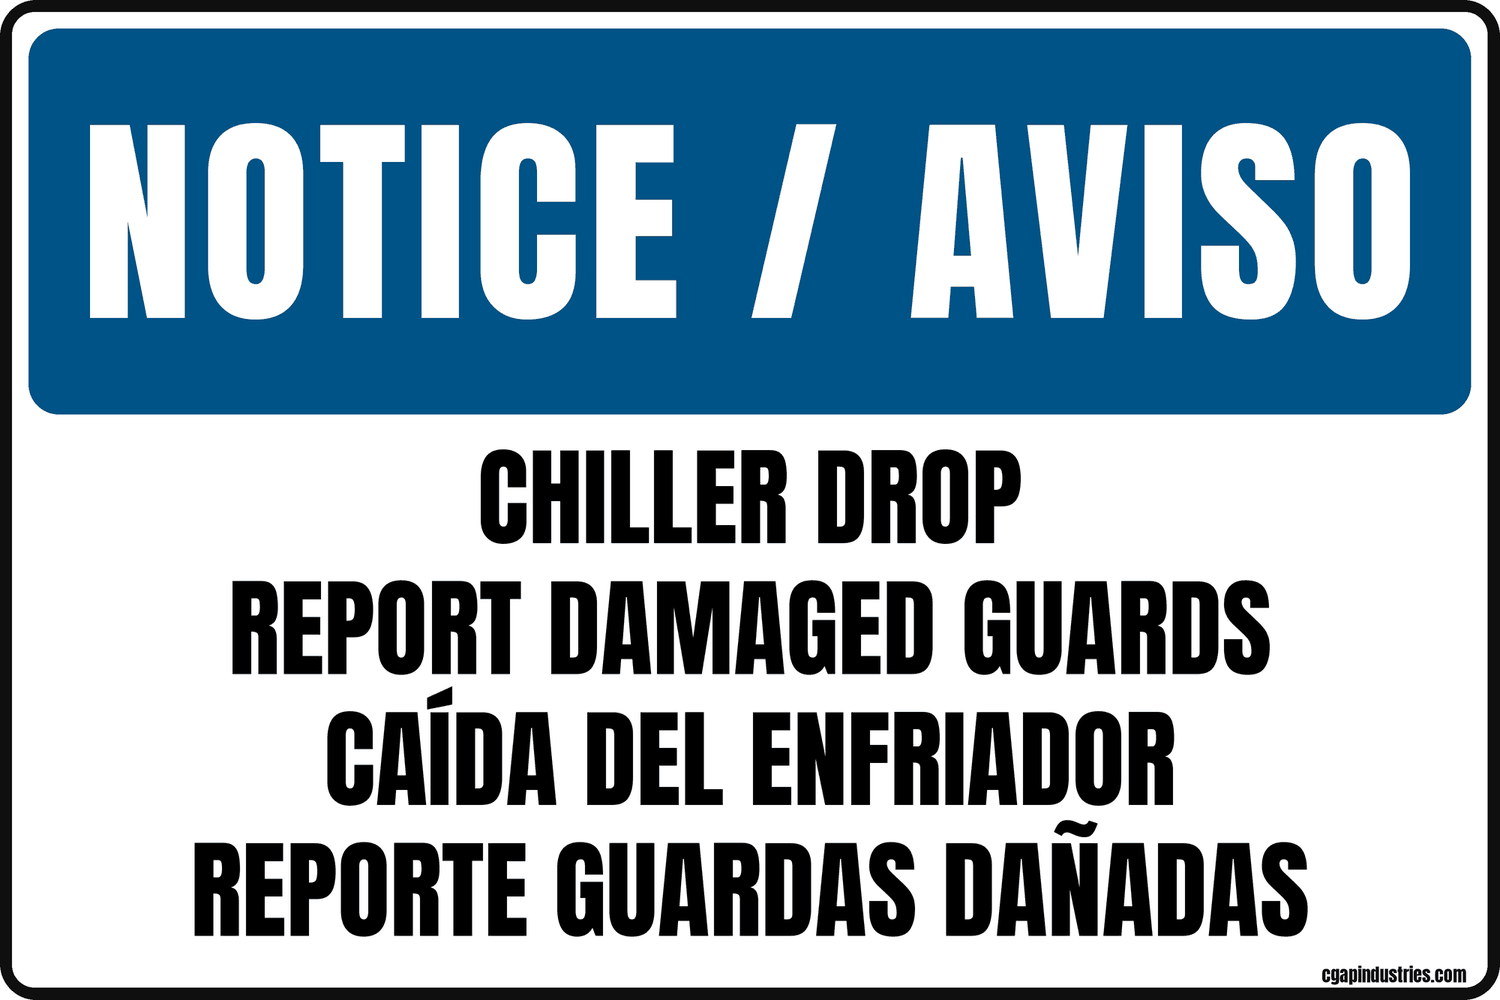 NOTICE / AVISO
CHILLER DROP
REPORT DAMAGED GUARDS
CAÍDA DEL ENFRIADOR
REPORTE GUARDAS DAÑADAS
cgapindustries.com